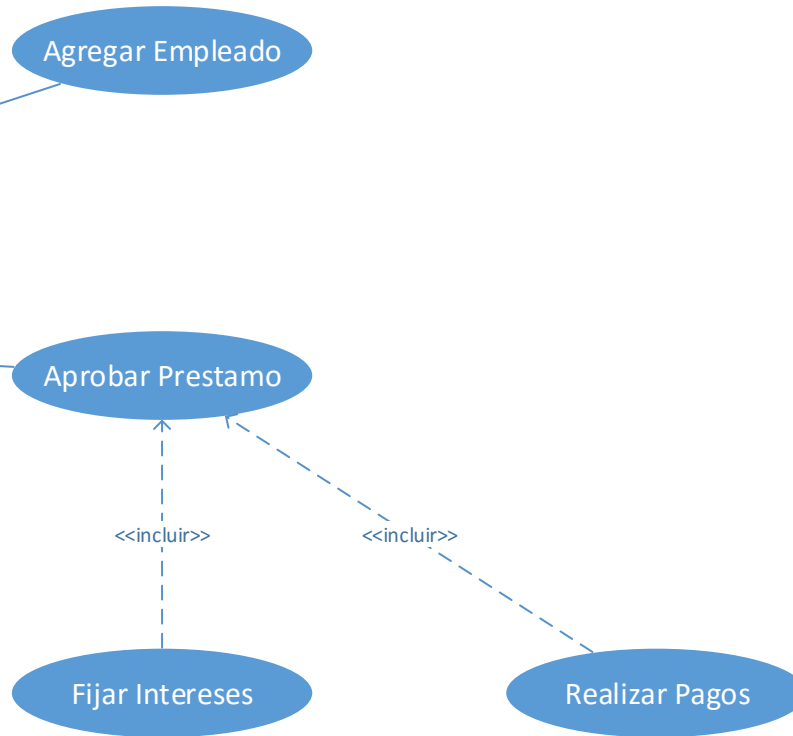 Agregar Empleado
Aprobar Prestamo
<<incluir>>
<<incluir>>
Fijar Intereses
Realizar Pagos